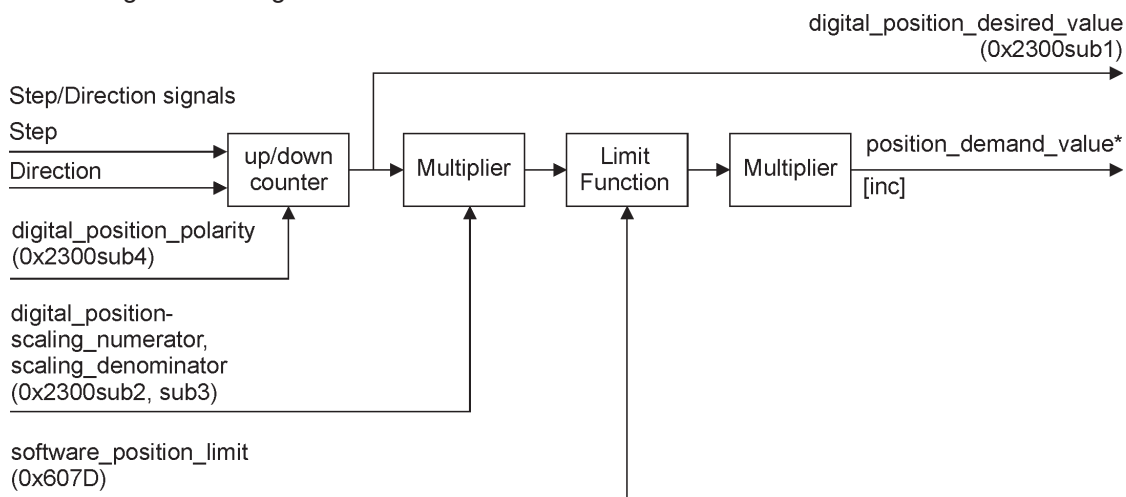 digital_position_desired_value
(0x2300sub1)
Step/Direction signals
Step
Direction
up/down
counter
Multiplier
Limit
Function
Multiplier
position_demand_value*
[inc]
digital_position_polarity
(0x2300sub4)
digital_position-
scaling_numerator,
scaling_denominator
(0x2300sub2, sub3)
software_position_limit
(0x607D)